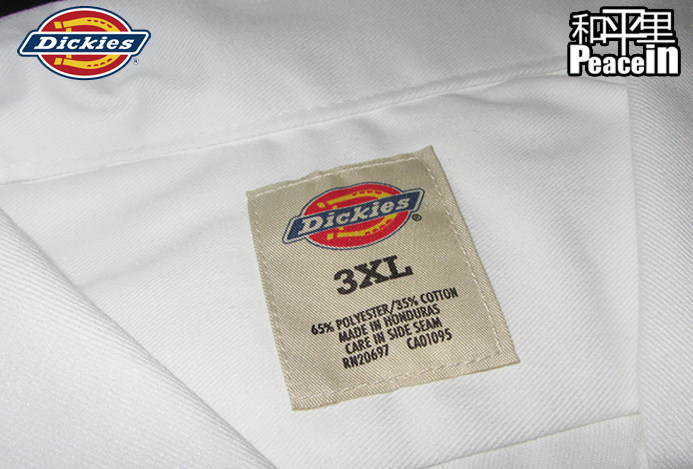 Dickies
®
和平里
PeaceIn
Dickies
®
3XL
65% POLYESTER/35% COTTON
MADE IN HONDURAS
CARE IN SIDE SEAM
RN20697 CA01095